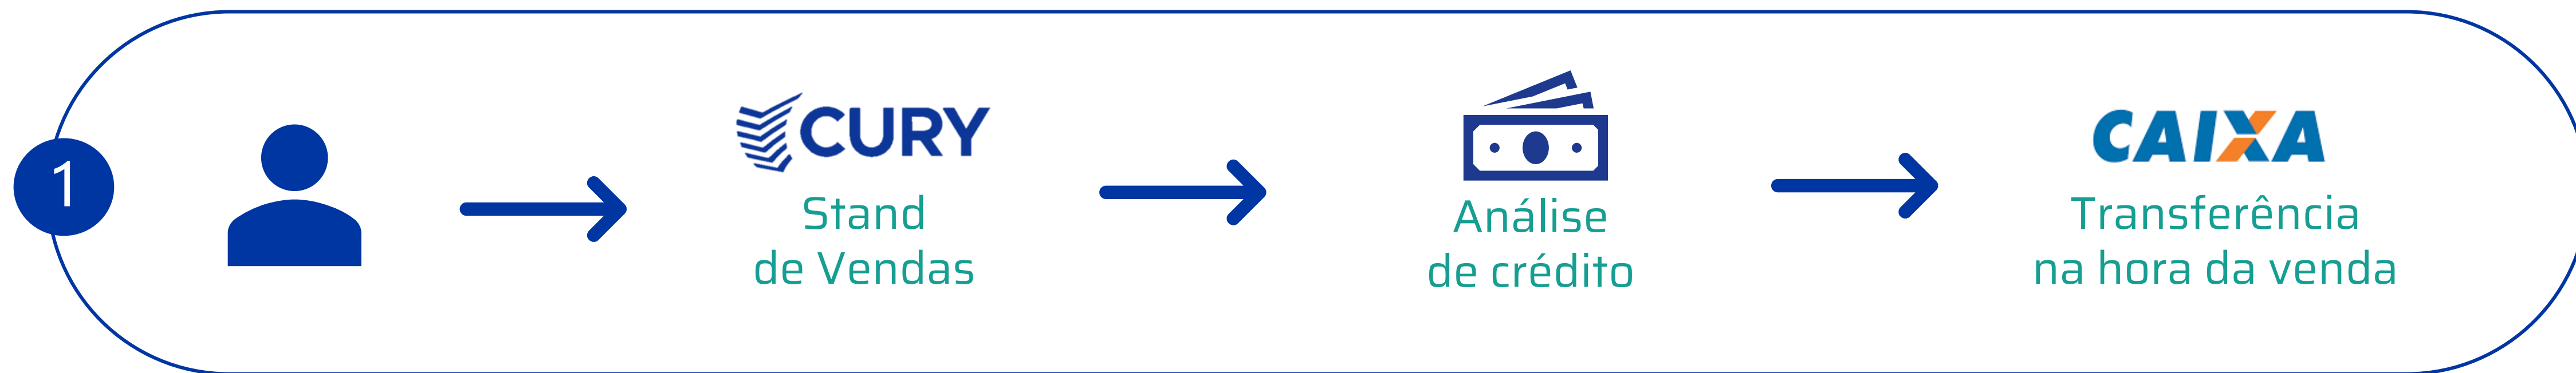 1
CURY
Stand
de Vendas
Análise
de crédito
CAIXA
Transferência
na hora da venda